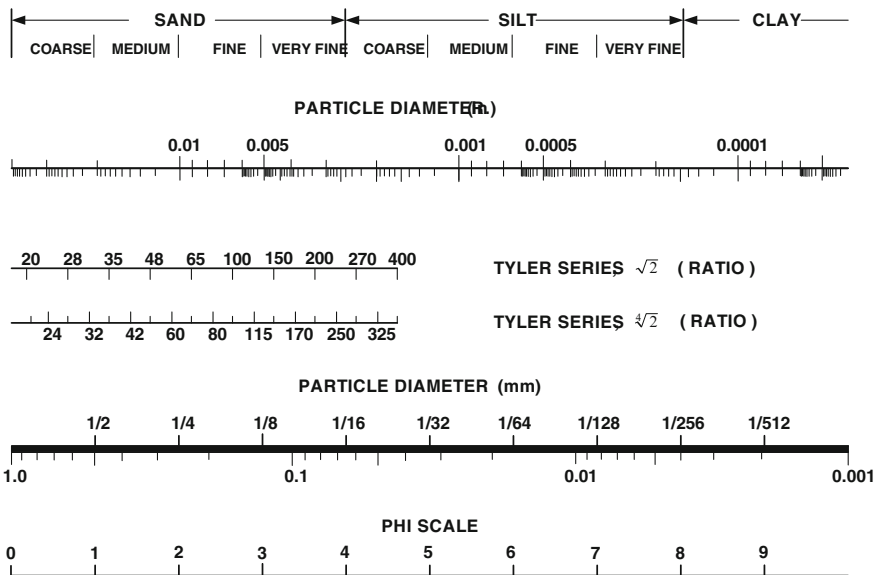 SAND SILT CLAY
COARSE MEDIUM FINE VERY FINE COARSE MEDIUM FINE VERY FINE
PARTICLE DIAMETER (in.)
0.01 0.005 0.001 0.0005 0.0001
20 28 35 48 65 100 150 200 270 400 TYLER SERIES, √2 ( RATIO )
24 32 42 60 80 115 170 250 325 TYLER SERIES, ∜2 ( RATIO )
PARTICLE DIAMETER (mm)
1/2 1/4 1/8 1/16 1/32 1/64 1/128 1/256 1/512
1.0 0.1 0.01 0.001
PHI SCALE
0 1 2 3 4 5 6 7 8 9